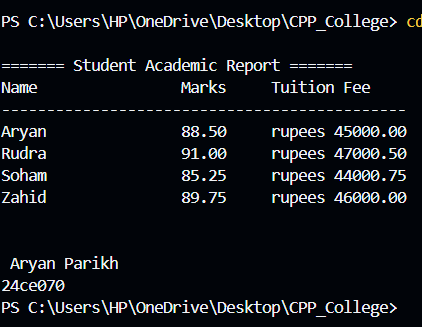 PS C:\Users\HP\OneDrive\Desktop\CPP_College> cd
======= Student Academic Report =======
Name Marks Tuition Fee
---------------------------------------------
Aryan 88.50 rupees 45000.00
Rudra 91.00 rupees 47000.50
Soham 85.25 rupees 44000.75
Zahid 89.75 rupees 46000.00
Aryan Parikh
24ce070
PS C:\Users\HP\OneDrive\Desktop\CPP_College>